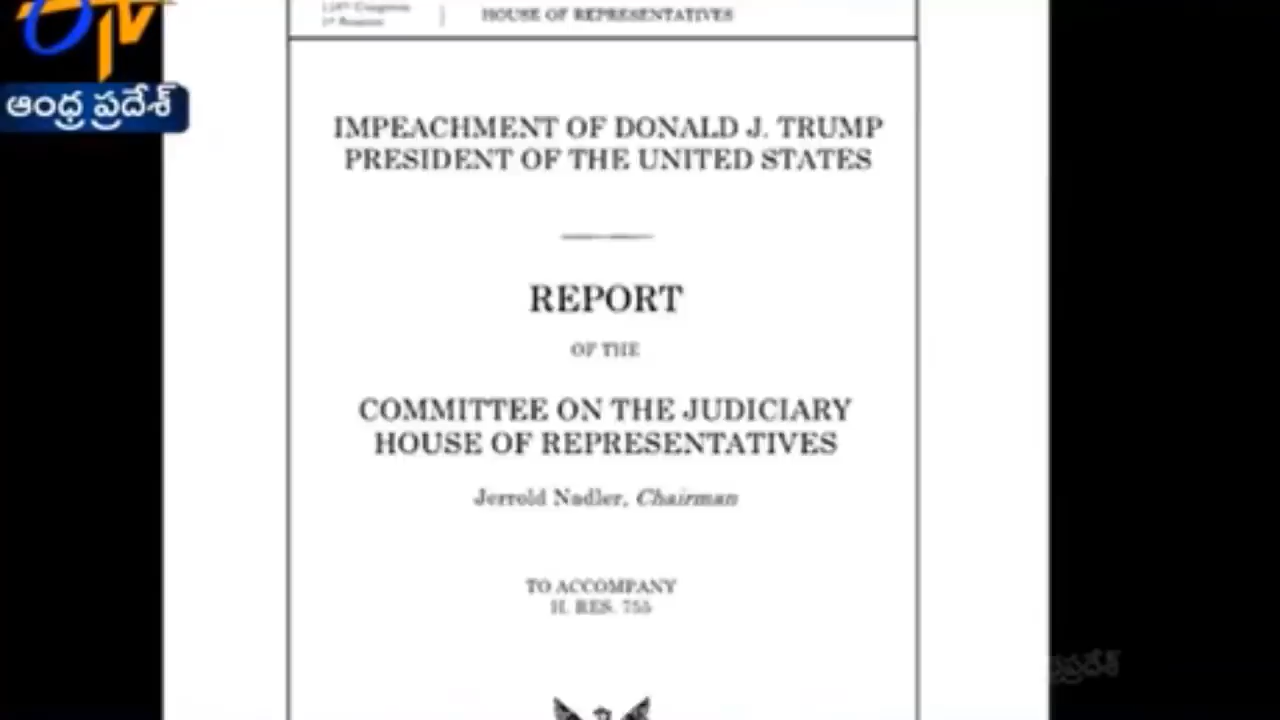 ETV
ఆంధ్ర ప్రదేశ్
HOUSE OF REPRESENTATIVES
IMPEACHMENT OF DONALD J. TRUMP
PRESIDENT OF THE UNITED STATES
REPORT
OF THE
COMMITTEE ON THE JUDICIARY
HOUSE OF REPRESENTATIVES
Jerrold Nadler, Chairman
TO ACCOMPANY
H. RES. 755